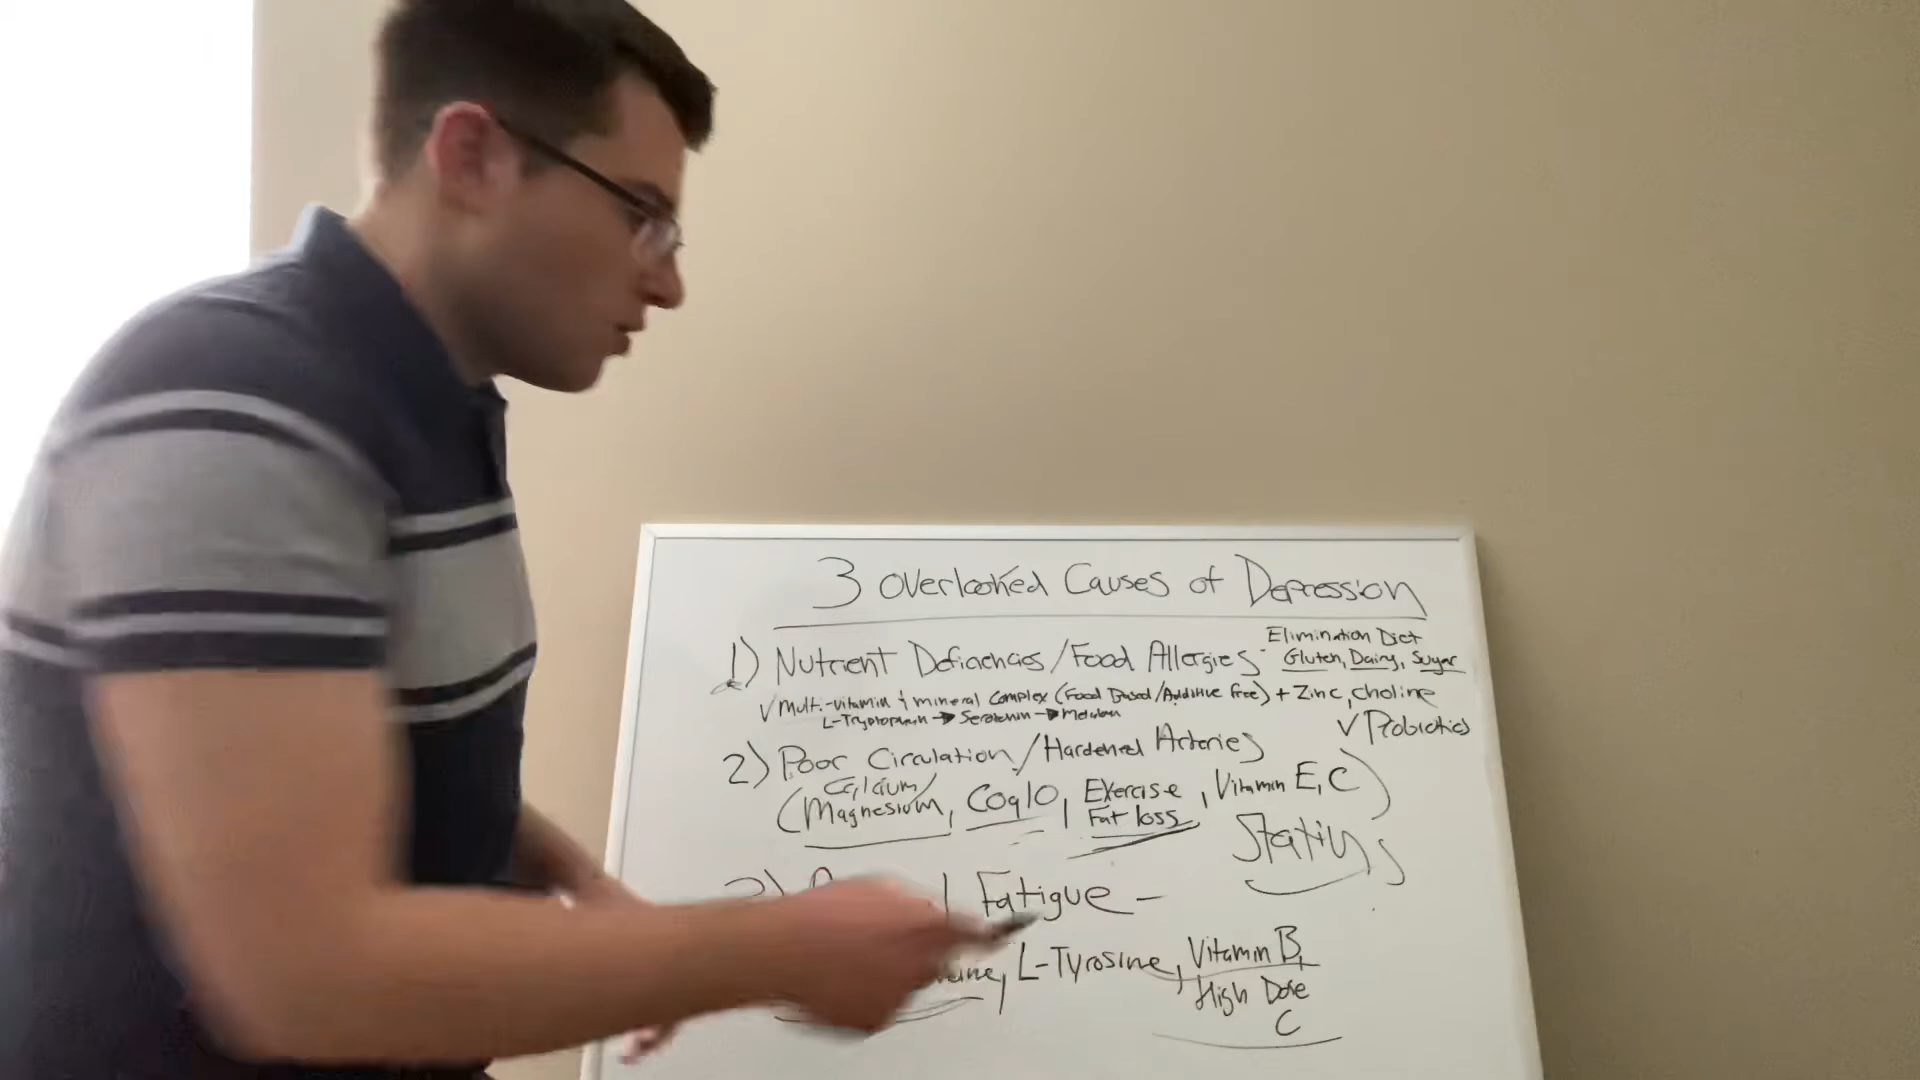 3 Overlooked Causes of Depression
1) Nutrient Deficiencies/Food Allergies - Elimination Diet
Gluten, Dairy, Sugar
√ Multi-vitamin & mineral complex (Food Based/Additive free) + Zinc, choline
L-Tryptophan → Serotonin →
√ Probiotics
2) Poor Circulation/Hardened Arteries
(Calcium/
Magnesium, Coq10, Exercise, Vitamin E, C)
Fat loss
Statins
3) Fatigue -
L-Tyrosine, Vitamin B,
High Dose
C